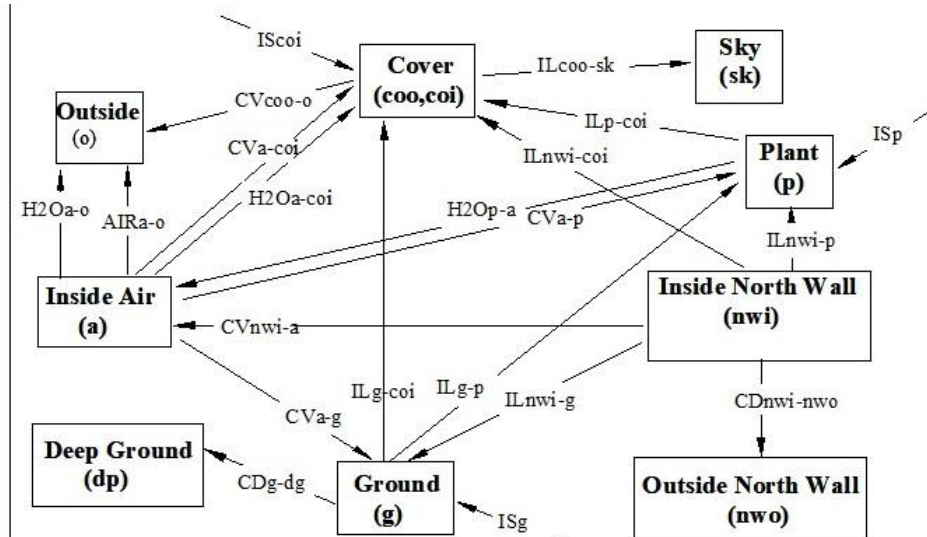 IScoi
Cover
(coo,coi)
ILcoo-sk
Sky
(sk)
Outside
(o)
CVcoo-o
CVa-coi
H2Oa-coi
ILp-coi
ILnwi-coi
ISp
Plant
(p)
H2Oa-o
AIRa-o
H2Op-a
CVa-p
ILnwi-p
Inside Air
(a)
Inside North Wall
(nwi)
CVnwi-a
ILg-coi
ILg-p
ILnwi-g
CDnwi-nwo
CVa-g
Deep Ground
(dp)
CDg-dg
Ground
(g)
ISg
Outside North Wall
(nwo)